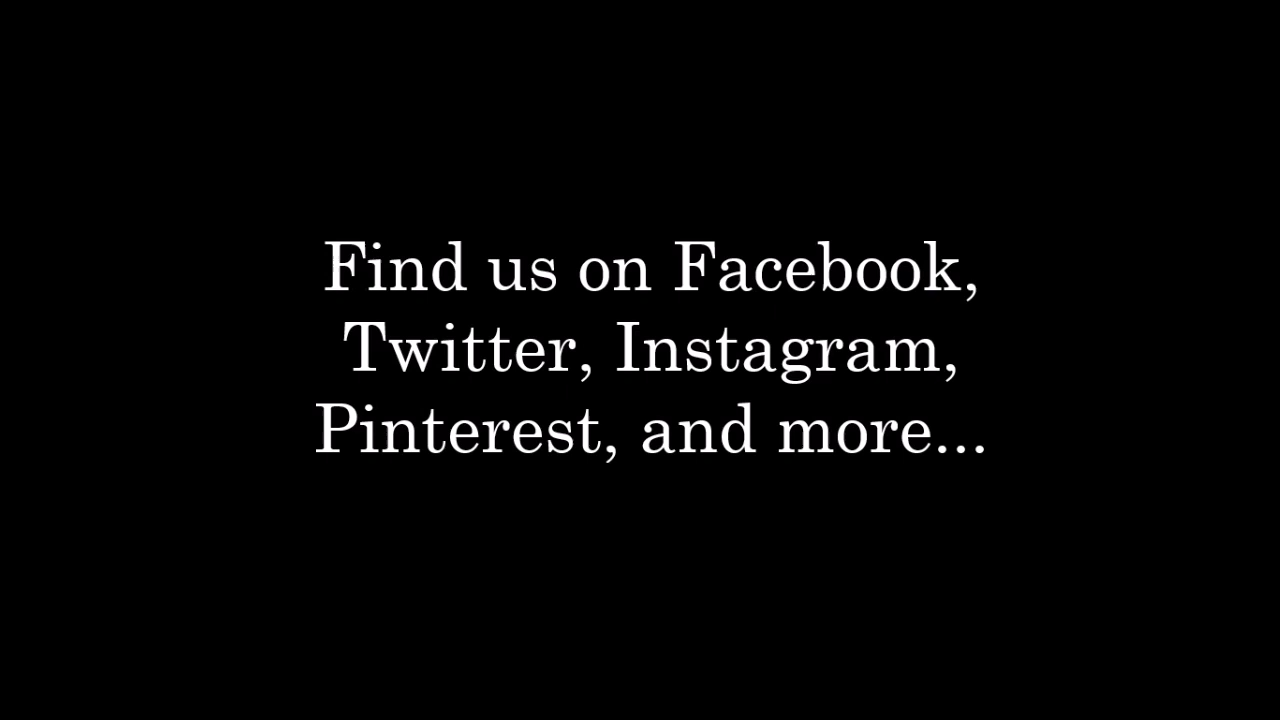 Find us on Facebook,
Twitter, Instagram,
Pinterest, and more...